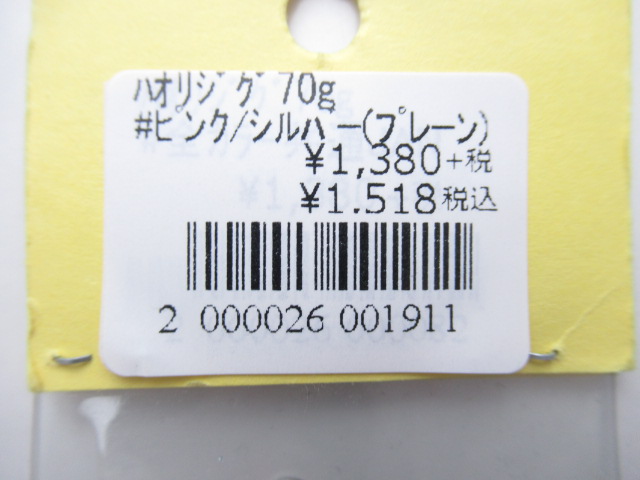 ハオリジグ 70g
#ピンク/シルバー(プレーン)
¥1,380+税
¥1.518税込
2 000026 001911